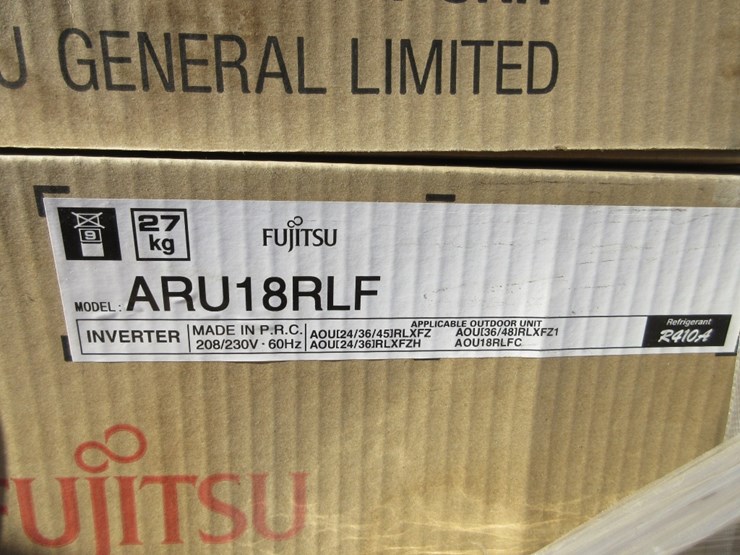 J GENERAL LIMITED
9
27
kg
FUJITSU
MODEL: ARU18RLF
INVERTER
MADE IN P.R.C.
208/230V · 60Hz
APPLICABLE OUTDOOR UNIT
AOU[24/36/45]RLXFZ AOU[36/48]RLXFZ1
AOU[24/36]RLXFZH AOU18RLFC
Refrigerant
R410A
FUJITSU